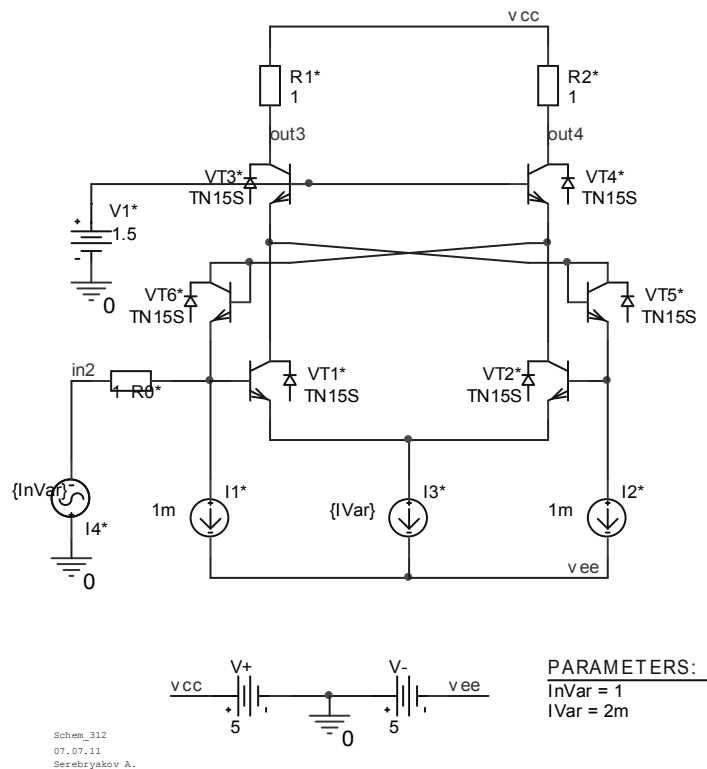 vcc
R1*
1
R2*
1
out3
out4
VT3*
TN15S
VT4*
TN15S
+
V1*
1.5
-
0
VT6*
TN15S
VT5*
TN15S
in2
1 R0*
VT1*
TN15S
VT2*
TN15S
{InVar}
I4*
+
-
0
1m
I1*
+
-
{IVar}
I3*
+
-
1m
I2*
+
-
vee
V+
V-
vcc
vee
+
5
-
0
+
5
-
PARAMETERS:
InVar = 1
IVar = 2m
Schem_312
07.07.11
Serebryakov A.